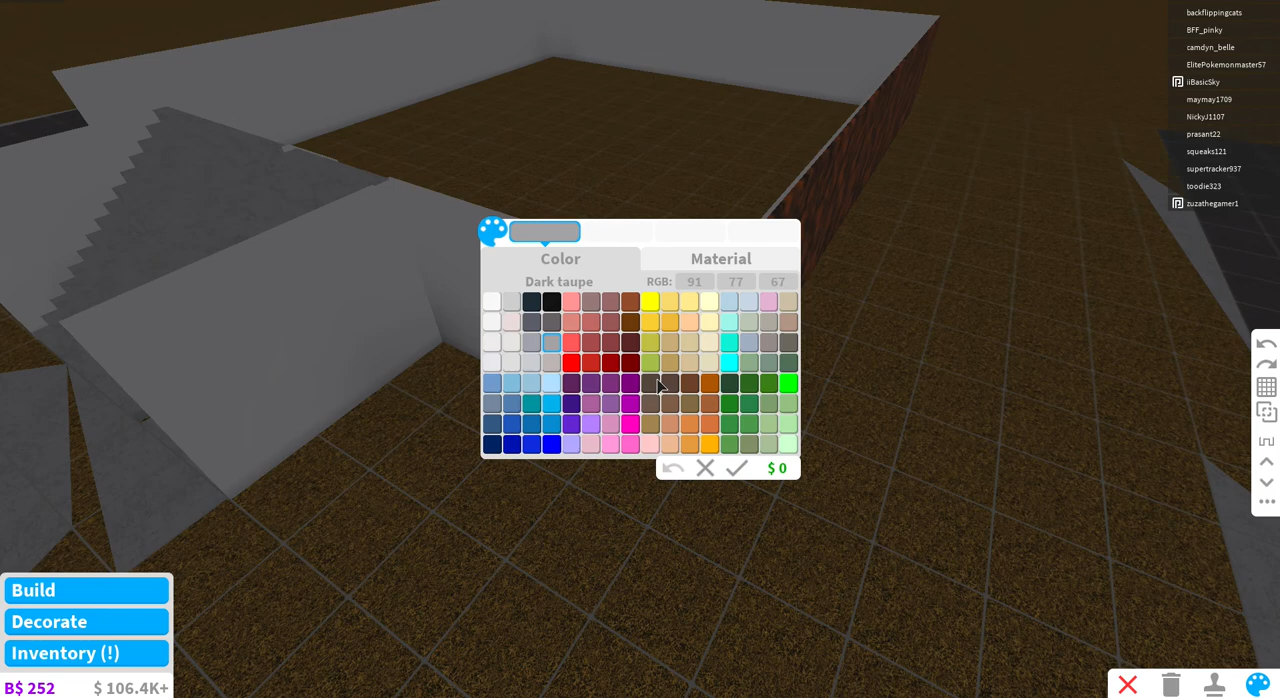 backflippingcats
BFF_pinky
camdyn_belle
ElitePokemonmaster57
iiBasicSky
maymay1709
NickyJ1107
prasant22
squeaks121
supertracker937
toodie323
zuzathegamer1
Color
Material
Dark taupe
RGB: 91 77 67
$ 0
Build
Decorate
Inventory (!)
B$ 252 $ 106.4K+